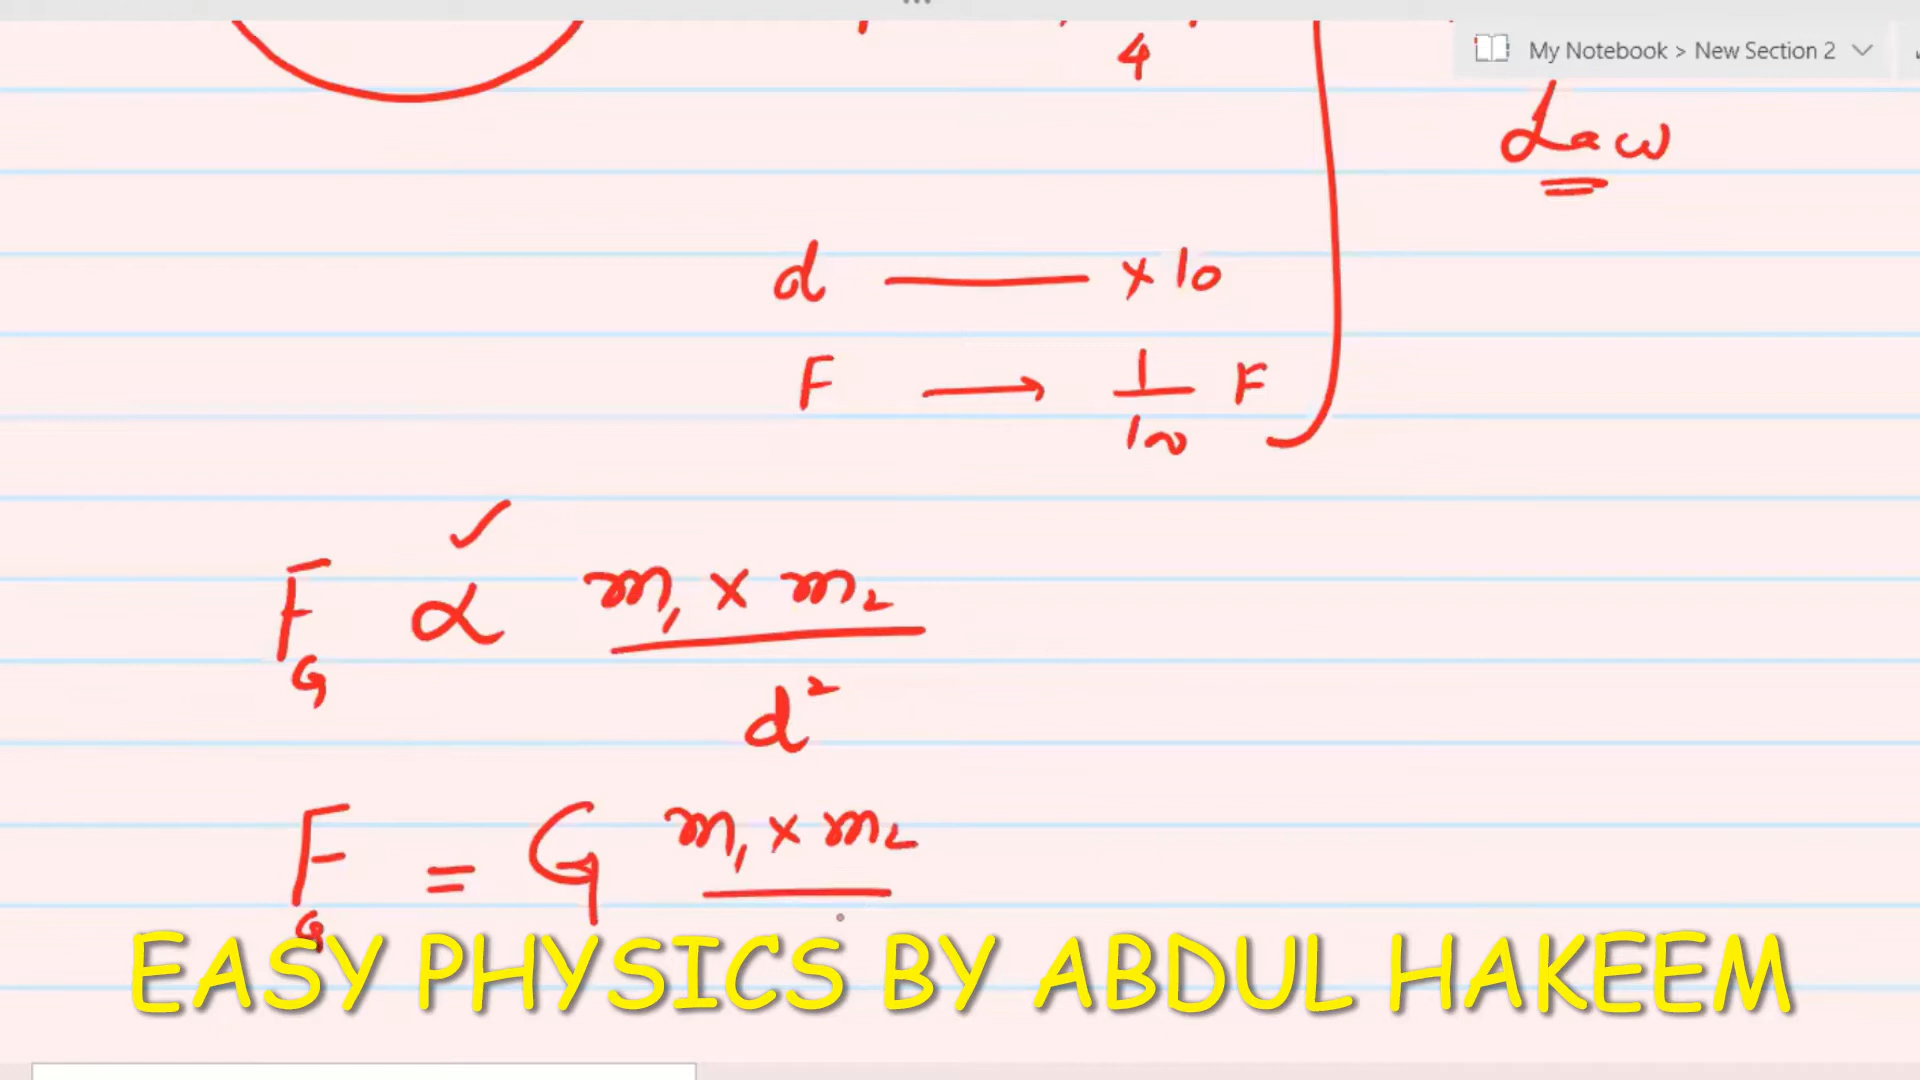 4
My Notebook > New Section 2
Law
d —— × 10
F → 1/100 F
F_G ∝ m₁ × m₂ / d²
F_G = G m₁ × m₂
EASY PHYSICS BY ABDUL HAKEEM